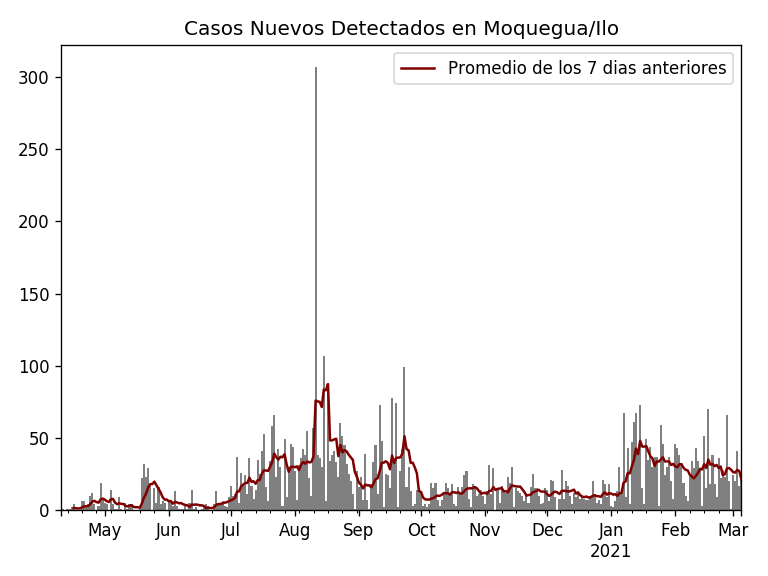 Casos Nuevos Detectados en Moquegua/Ilo
Promedio de los 7 dias anteriores
300
250
200
150
100
50
0
May Jun Jul Aug Sep Oct Nov Dec Jan Feb Mar
2021